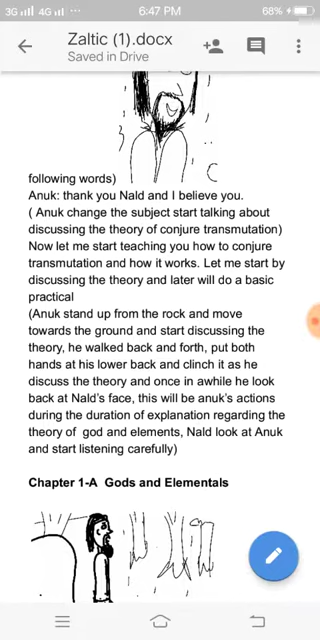 3G 4G ··· 6:47 PM 68%
Zaltic (1).docx
Saved in Drive
following words)
Anuk: thank you Nald and I believe you.
( Anuk change the subject start talking about
discussing the theory of conjure transmutation)
Now let me start teaching you how to conjure
transmutation and how it works. Let me start by
discussing the theory and later will do a basic
practical
(Anuk stand up from the rock and move
towards the ground and start discussing the
theory, he walked back and forth, put both
hands at his lower back and clinch it as he
discuss the theory and once in awhile he look
back at Nald's face, this will be anuk's actions
during the duration of explanation regarding the
theory of  god and elements, Nald look at Anuk
and start listening carefully)
Chapter 1-A  Gods and Elementals